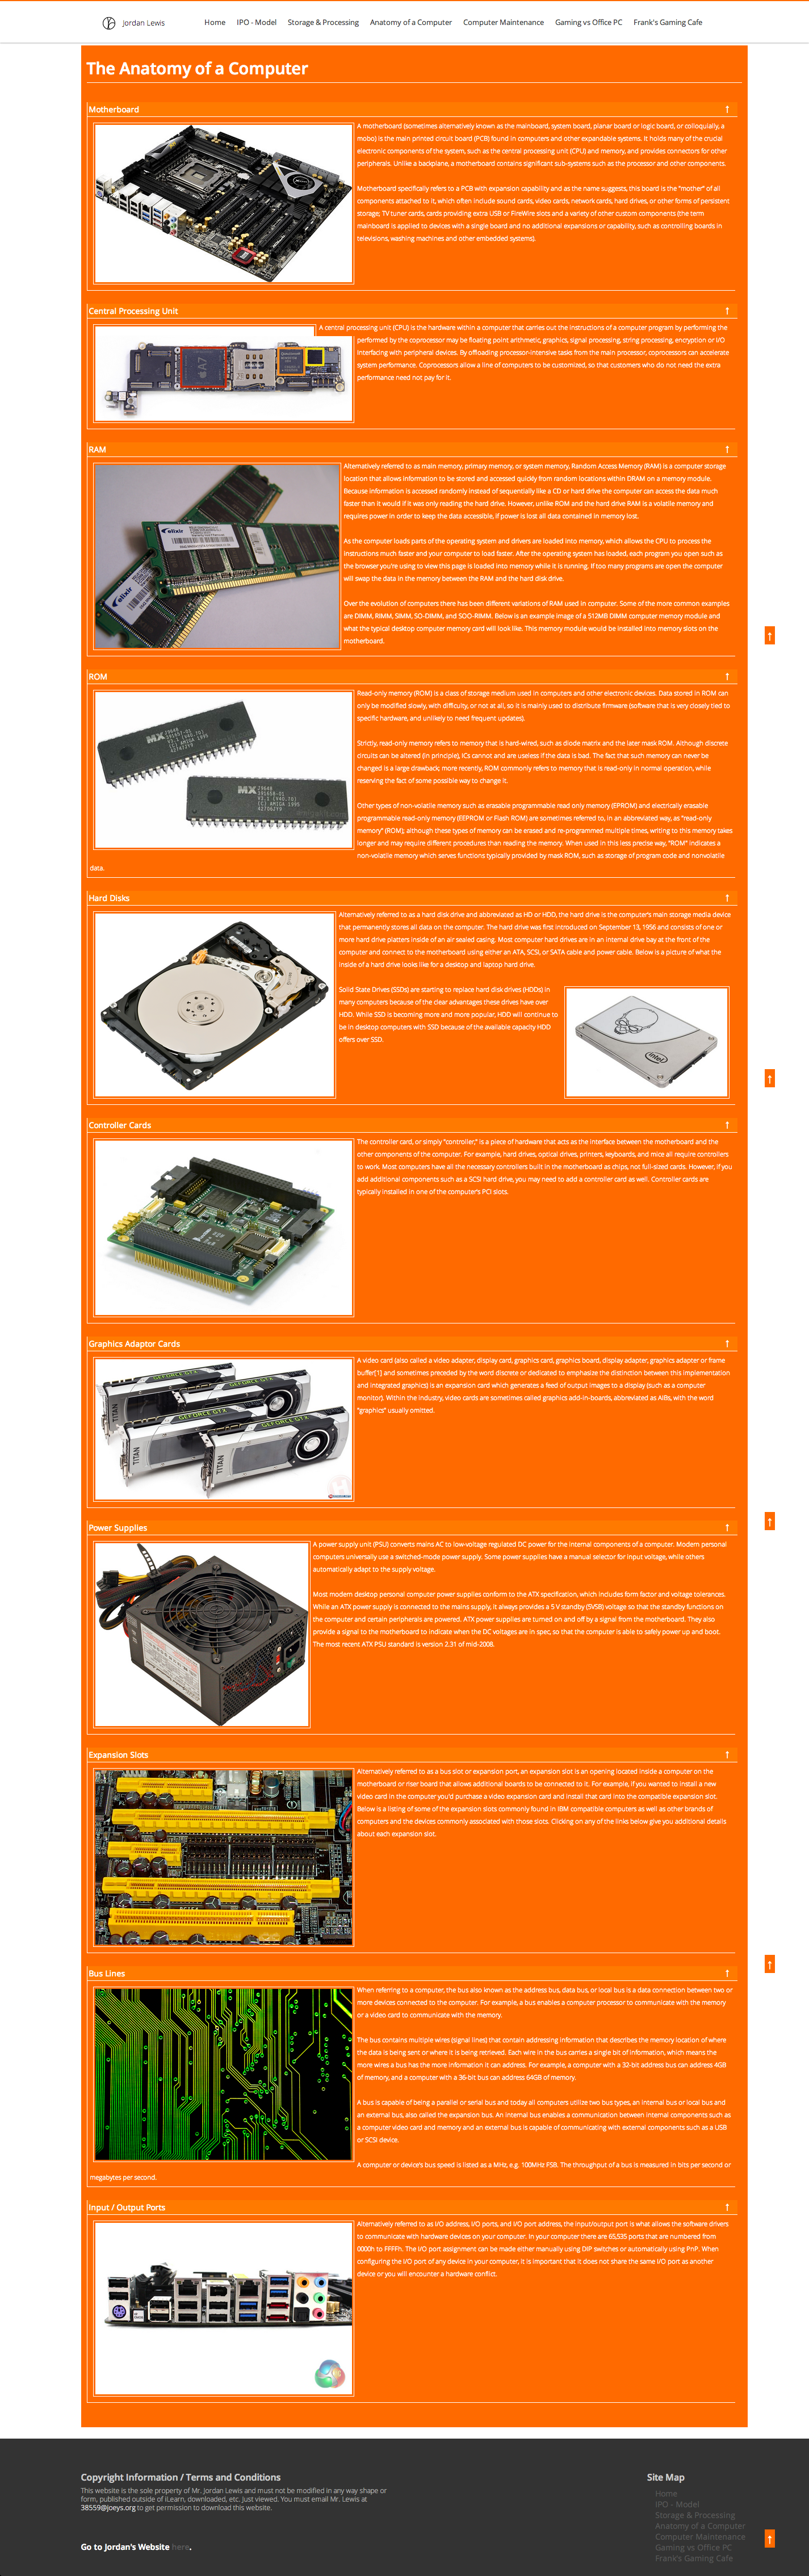 Jordan Lewis
Home IPO - Model Storage & Processing Anatomy of a Computer Computer Maintenance Gaming vs Office PC Frank's Gaming Cafe
The Anatomy of a Computer
Motherboard ↑
A motherboard (sometimes alternatively known as the mainboard, system board, planar board or logic board, or colloquially, a
mobo) is the main printed circuit board (PCB) found in computers and other expandable systems. It holds many of the crucial
electronic components of the system, such as the central processing unit (CPU) and memory, and provides connectors for other
peripherals. Unlike a backplane, a motherboard contains significant sub-systems such as the processor and other components.
Motherboard specifically refers to a PCB with expansion capability and as the name suggests, this board is the "mother" of all
components attached to it, which often include sound cards, video cards, network cards, hard drives, or other forms of persistent
storage; TV tuner cards, cards providing extra USB or FireWire slots and a variety of other custom components (the term
mainboard is applied to devices with a single board and no additional expansions or capability, such as controlling boards in
televisions, washing machines and other embedded systems).
Central Processing Unit ↑
A7
A central processing unit (CPU) is the hardware within a computer that carries out the instructions of a computer program by performing the
performed by the coprocessor may be floating point arithmetic, graphics, signal processing, string processing, encryption or I/O
Interfacing with peripheral devices. By offloading processor-intensive tasks from the main processor, coprocessors can accelerate
system performance. Coprocessors allow a line of computers to be customized, so that customers who do not need the extra
performance need not pay for it.
RAM ↑
elixir
elixir
Alternatively referred to as main memory, primary memory, or system memory, Random Access Memory (RAM) is a computer storage
location that allows information to be stored and accessed quickly from random locations within DRAM on a memory module.
Because information is accessed randomly instead of sequentially like a CD or hard drive the computer can access the data much
faster than it would if it was only reading the hard drive. However, unlike ROM and the hard drive RAM is a volatile memory and
requires power in order to keep the data accessible, if power is lost all data contained in memory lost.
As the computer loads parts of the operating system and drivers are loaded into memory, which allows the CPU to process the
instructions much faster and your computer to load faster. After the operating system has loaded, each program you open such as
the browser you're using to view this page is loaded into memory while it is running. If too many programs are open the computer
will swap the data in the memory between the RAM and the hard disk drive.
Over the evolution of computers there has been different variations of RAM used in computer. Some of the more common examples
are DIMM, RIMM, SIMM, SO-DIMM, and SOO-RIMM. Below is an example image of a 512MB DIMM computer memory module and
what the typical desktop computer memory card will look like. This memory module would be installed into memory slots on the
motherboard.
↑
ROM ↑
MX
MX
Read-only memory (ROM) is a class of storage medium used in computers and other electronic devices. Data stored in ROM can
only be modified slowly, with difficulty, or not at all, so it is mainly used to distribute firmware (software that is very closely tied to
specific hardware, and unlikely to need frequent updates).
Strictly, read-only memory refers to memory that is hard-wired, such as diode matrix and the later mask ROM. Although discrete
circuits can be altered (in principle), ICs cannot and are useless if the data is bad. The fact that such memory can never be
changed is a large drawback; more recently, ROM commonly refers to memory that is read-only in normal operation, while
reserving the fact of some possible way to change it.
Other types of non-volatile memory such as erasable programmable read only memory (EPROM) and electrically erasable
programmable read-only memory (EEPROM or Flash ROM) are sometimes referred to, in an abbreviated way, as "read-only
memory" (ROM); although these types of memory can be erased and re-programmed multiple times, writing to this memory takes
longer and may require different procedures than reading the memory. When used in this less precise way, "ROM" indicates a
non-volatile memory which serves functions typically provided by mask ROM, such as storage of program code and nonvolatile
data.
Hard Disks ↑
Alternatively referred to as a hard disk drive and abbreviated as HD or HDD, the hard drive is the computer's main storage media device
that permanently stores all data on the computer. The hard drive was first introduced on September 13, 1956 and consists of one or
more hard drive platters inside of an air sealed casing. Most computer hard drives are in an internal drive bay at the front of the
computer and connect to the motherboard using either an ATA, SCSI, or SATA cable and power cable. Below is a picture of what the
inside of a hard drive looks like for a desktop and laptop hard drive.
Solid State Drives (SSDs) are starting to replace hard disk drives (HDDs) in
many computers because of the clear advantages these drives have over
HDD. While SSD is becoming more and more popular, HDD will continue to
be in desktop computers with SSD because of the available capacity HDD
offers over SSD.
intel
↑
Controller Cards ↑
The controller card, or simply "controller," is a piece of hardware that acts as the interface between the motherboard and the
other components of the computer. For example, hard drives, optical drives, printers, keyboards, and mice all require controllers
to work. Most computers have all the necessary controllers built in the motherboard as chips, not full-sized cards. However, if you
add additional components such as a SCSI hard drive, you may need to add a controller card as well. Controller cards are
typically installed in one of the computer's PCI slots.
Graphics Adaptor Cards ↑
GEFORCE GTX
GEFORCE GTX
GEFORCE GTX
TITAN
TITAN
TITAN
A video card (also called a video adapter, display card, graphics card, graphics board, display adapter, graphics adapter or frame
buffer[1] and sometimes preceded by the word discrete or dedicated to emphasize the distinction between this implementation
and integrated graphics) is an expansion card which generates a feed of output images to a display (such as a computer
monitor). Within the industry, video cards are sometimes called graphics add-in-boards, abbreviated as AIBs, with the word
"graphics" usually omitted.
↑
Power Supplies ↑
A power supply unit (PSU) converts mains AC to low-voltage regulated DC power for the internal components of a computer. Modern personal
computers universally use a switched-mode power supply. Some power supplies have a manual selector for input voltage, while others
automatically adapt to the supply voltage.
Most modern desktop personal computer power supplies conform to the ATX specification, which includes form factor and voltage tolerances.
While an ATX power supply is connected to the mains supply, it always provides a 5 V standby (5VSB) voltage so that the standby functions on
the computer and certain peripherals are powered. ATX power supplies are turned on and off by a signal from the motherboard. They also
provide a signal to the motherboard to indicate when the DC voltages are in spec, so that the computer is able to safely power up and boot.
The most recent ATX PSU standard is version 2.31 of mid-2008.
Expansion Slots ↑
Alternatively referred to as a bus slot or expansion port, an expansion slot is an opening located inside a computer on the
motherboard or riser board that allows additional boards to be connected to it. For example, if you wanted to install a new
video card in the computer you'd purchase a video expansion card and install that card into the compatible expansion slot.
Below is a listing of some of the expansion slots commonly found in IBM compatible computers as well as other brands of
computers and the devices commonly associated with those slots. Clicking on any of the links below give you additional details
about each expansion slot.
↑
Bus Lines ↑
When referring to a computer, the bus also known as the address bus, data bus, or local bus is a data connection between two or
more devices connected to the computer. For example, a bus enables a computer processor to communicate with the memory
or a video card to communicate with the memory.
The bus contains multiple wires (signal lines) that contain addressing information that describes the memory location of where
the data is being sent or where it is being retrieved. Each wire in the bus carries a single bit of information, which means the
more wires a bus has the more information it can address. For example, a computer with a 32-bit address bus can address 4GB
of memory, and a computer with a 36-bit bus can address 64GB of memory.
A bus is capable of being a parallel or serial bus and today all computers utilize two bus types, an internal bus or local bus and
an external bus, also called the expansion bus. An internal bus enables a communication between internal components such as
a computer video card and memory and an external bus is capable of communicating with external components such as a USB
or SCSI device.
A computer or device's bus speed is listed as a MHz, e.g. 100MHz FSB. The throughput of a bus is measured in bits per second or
megabytes per second.
Input / Output Ports ↑
Alternatively referred to as I/O address, I/O ports, and I/O port address, the input/output port is what allows the software drivers
to communicate with hardware devices on your computer. In your computer there are 65,535 ports that are numbered from
0000h to FFFFh. The I/O port assignment can be made either manually using DIP switches or automatically using PnP. When
configuring the I/O port of any device in your computer, it is important that it does not share the same I/O port as another
device or you will encounter a hardware conflict.
Copyright Information / Terms and Conditions
This website is the sole property of Mr. Jordan Lewis and must not be modified in any way shape or
form, published outside of iLearn, downloaded, etc. Just viewed. You must email Mr. Lewis at
38559@joeys.org to get permission to download this website.
Go to Jordan's Website here.
Site Map
Home
IPO - Model
Storage & Processing
Anatomy of a Computer
Computer Maintenance
Gaming vs Office PC
Frank's Gaming Cafe
↑